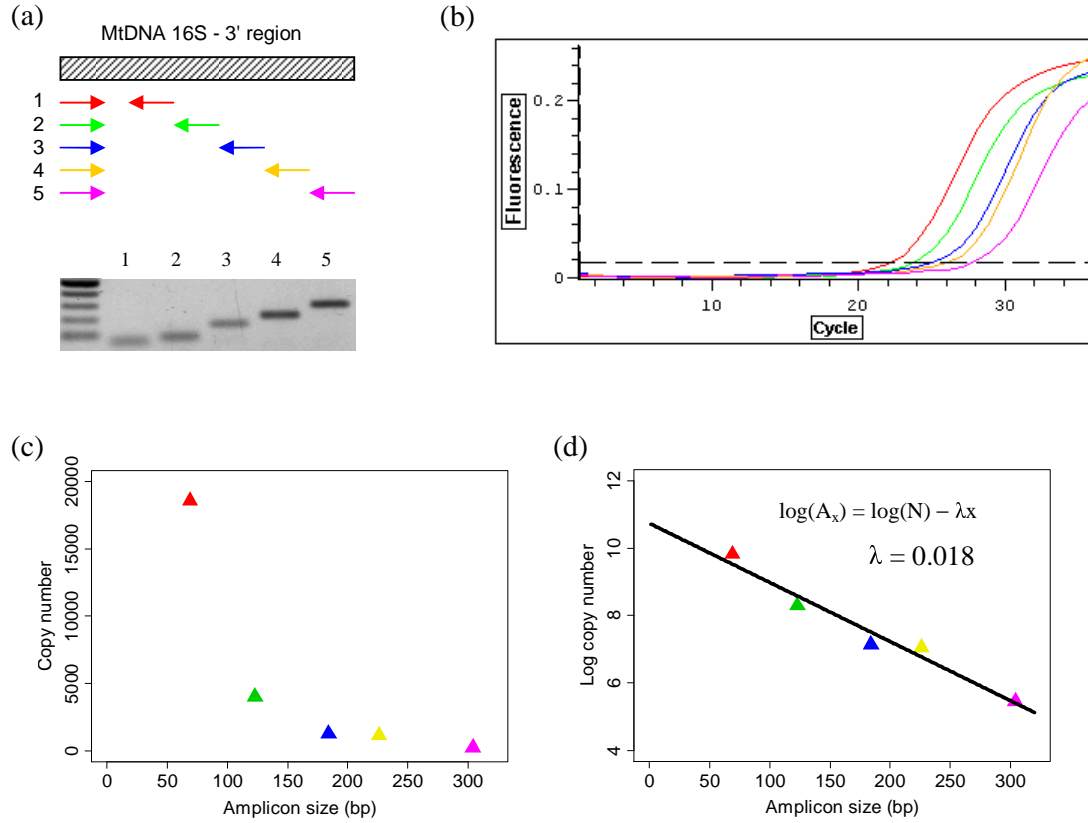 (a)
MtDNA 16S - 3' region
1
2
3
4
5
1 2 3 4 5
(b)
Fluorescence
0.2
0.1
0
10 20 30
Cycle
(c)
Copy number
20000
15000
10000
5000
0
0 50 100 150 200 250 300
Amplicon size (bp)
(d)
Log copy number
12
10
8
6
4
log(Aₓ) = log(N) − λx
λ = 0.018
0 50 100 150 200 250 300
Amplicon size (bp)